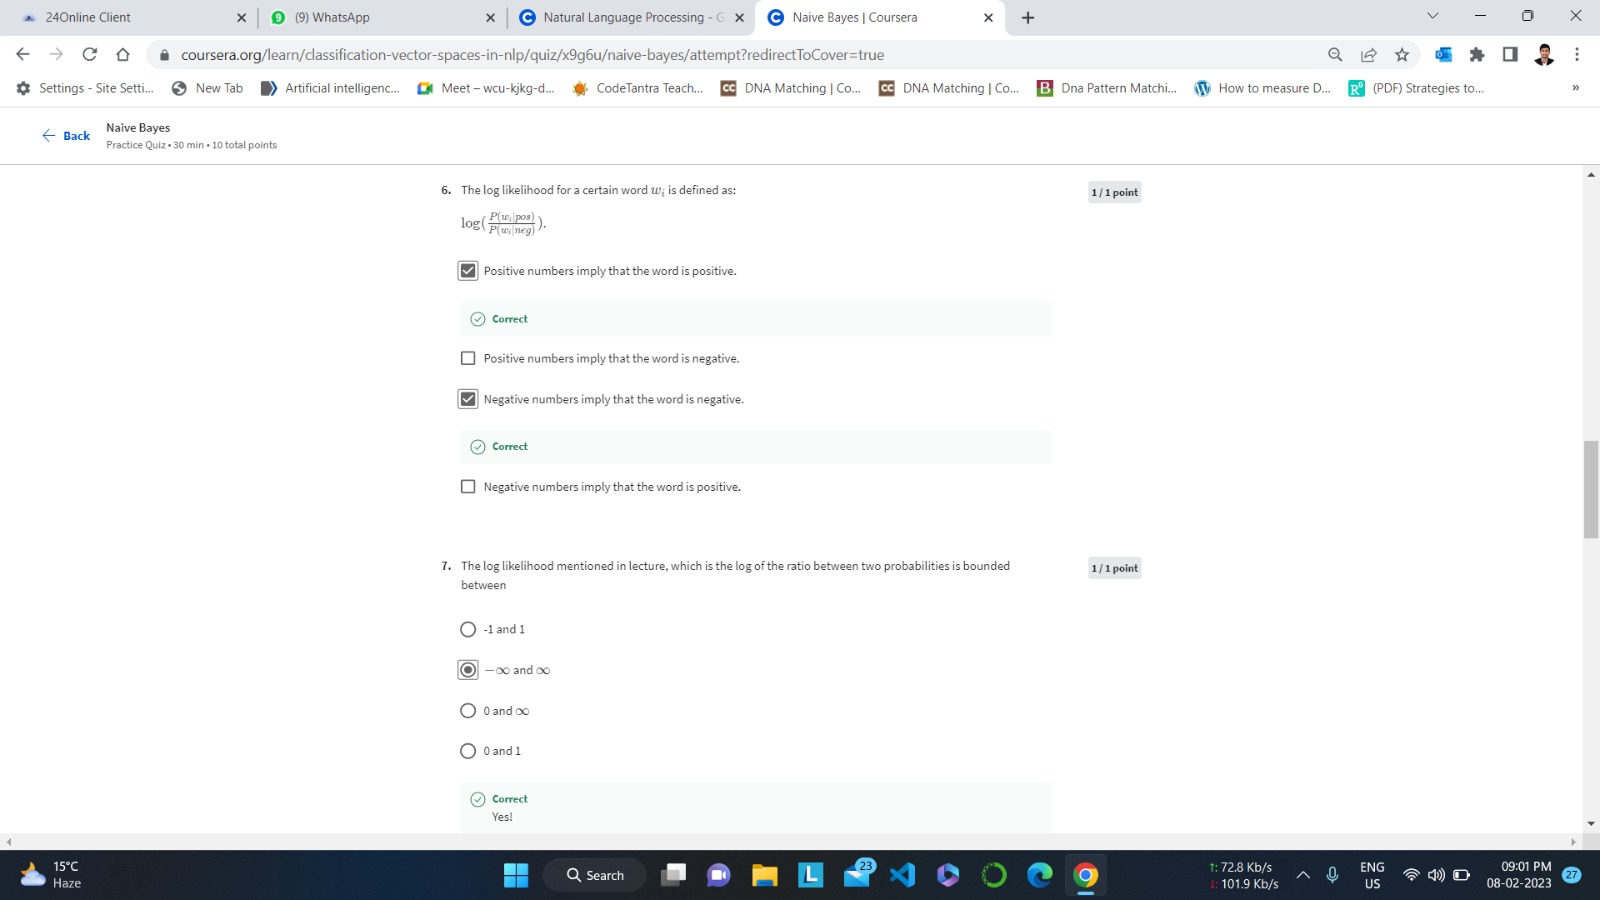 24Online Client
9
(9) WhatsApp
Natural Language Processing - G
Naive Bayes | Coursera
coursera.org/learn/classification-vector-spaces-in-nlp/quiz/x9g6u/naive-bayes/attempt?redirectToCover=true
Settings - Site Setti...
New Tab
Artificial intelligenc...
Meet – wcu-kjkg-d...
CodeTantra Teach...
CC
DNA Matching | Co...
CC
DNA Matching | Co...
B
Dna Pattern Matchi...
How to measure D...
(PDF) Strategies to...
»
Back
Naive Bayes
Practice Quiz • 30 min • 10 total points
6. The log likelihood for a certain word wᵢ is defined as:
1 / 1 point
log( P(wᵢ|pos) / P(wᵢ|neg) ).
Positive numbers imply that the word is positive.
Correct
Positive numbers imply that the word is negative.
Negative numbers imply that the word is negative.
Correct
Negative numbers imply that the word is positive.
7. The log likelihood mentioned in lecture, which is the log of the ratio between two probabilities is bounded
between
1 / 1 point
-1 and 1
−∞ and ∞
0 and ∞
0 and 1
Correct
Yes!
15°C
Haze
Search
L
23
↑: 72.8 Kb/s
↓: 101.9 Kb/s
ENG
US
09:01 PM
08-02-2023
27